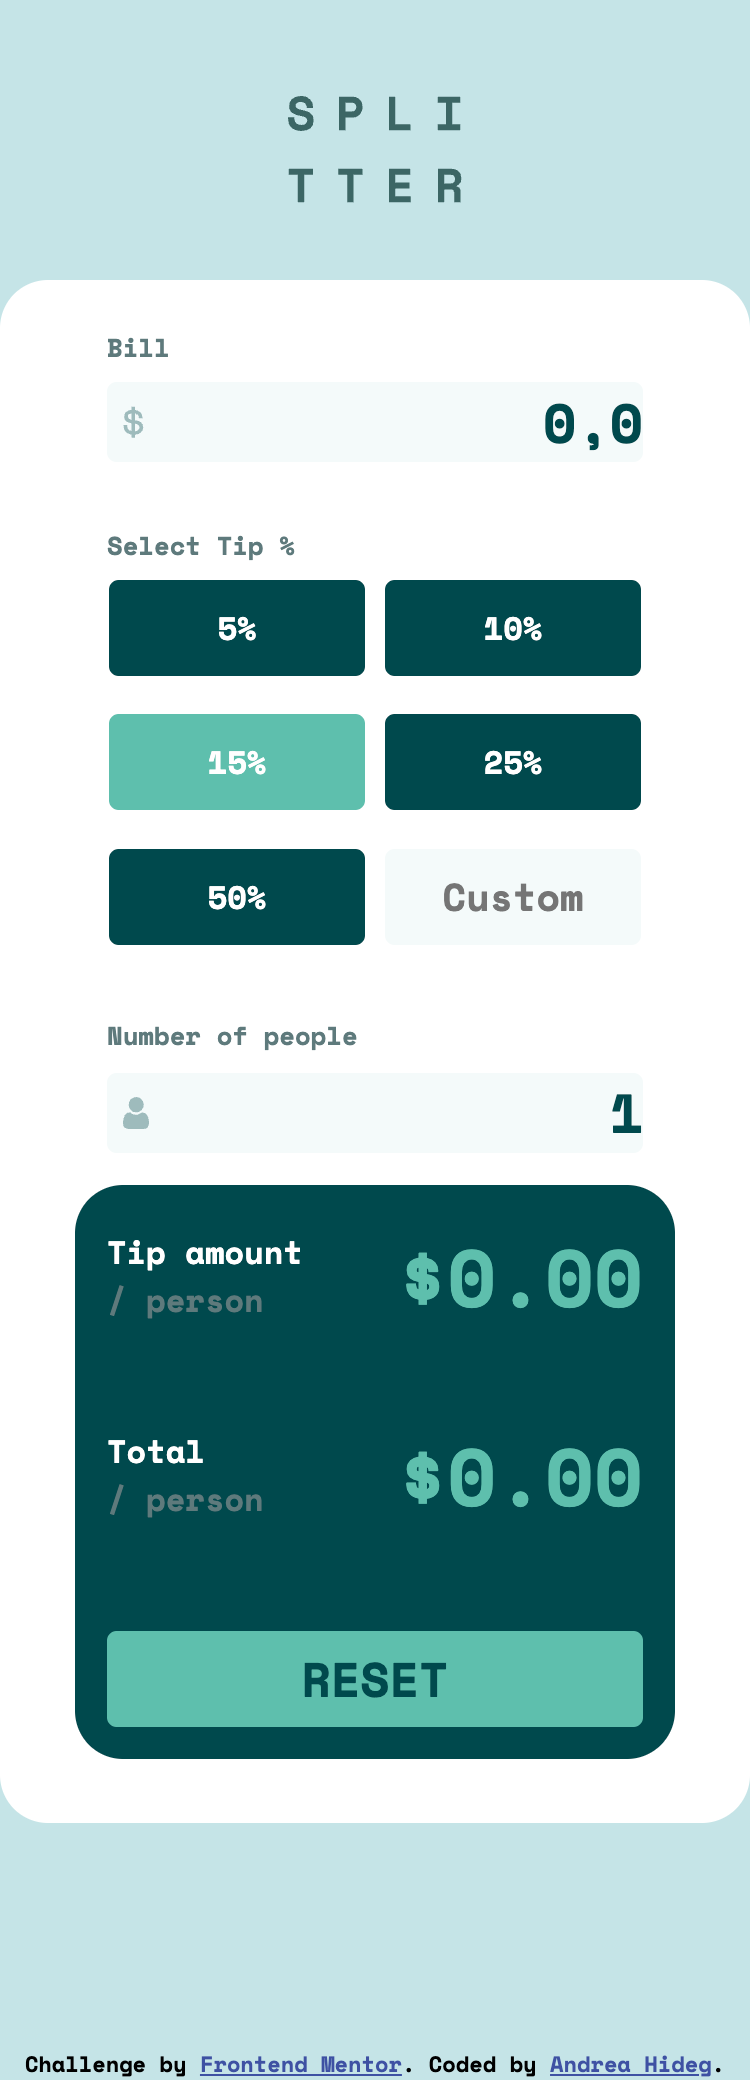 SPLI
TTER
Bill
$ 0,0
Select Tip %
5% 10%
15% 25%
50% Custom
Number of people
1
Tip amount
/ person
$0.00
Total
/ person
$0.00
RESET
Challenge by Frontend Mentor. Coded by Andrea Hideg.